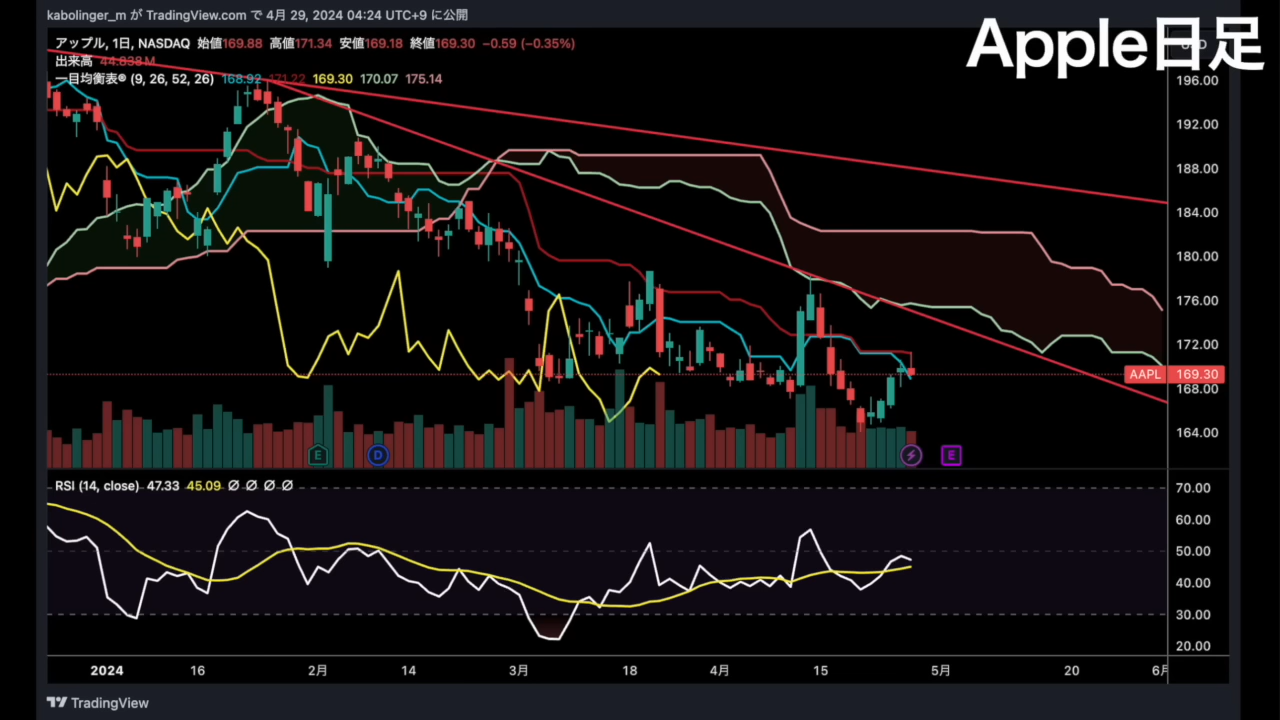 kabolinger_m が TradingView.com で 4月 29, 2024 04:24 UTC+9 に公開
Apple日足
アップル, 1日, NASDAQ 始値169.88 高値171.34 安値169.18 終値169.30 −0.59 (−0.35%)
出来高 44.838M
一目均衡表® (9, 26, 52, 26) 168.92 171.22 169.30 170.07 175.14
196.00
192.00
188.00
184.00
180.00
176.00
172.00
AAPL 169.30
168.00
164.00
E D E
RSI (14, close) 47.33 45.09 Ø Ø Ø Ø
70.00
60.00
50.00
40.00
30.00
20.00
2024 16 2月 14 3月 18 4月 15 5月 20 6月
TradingView